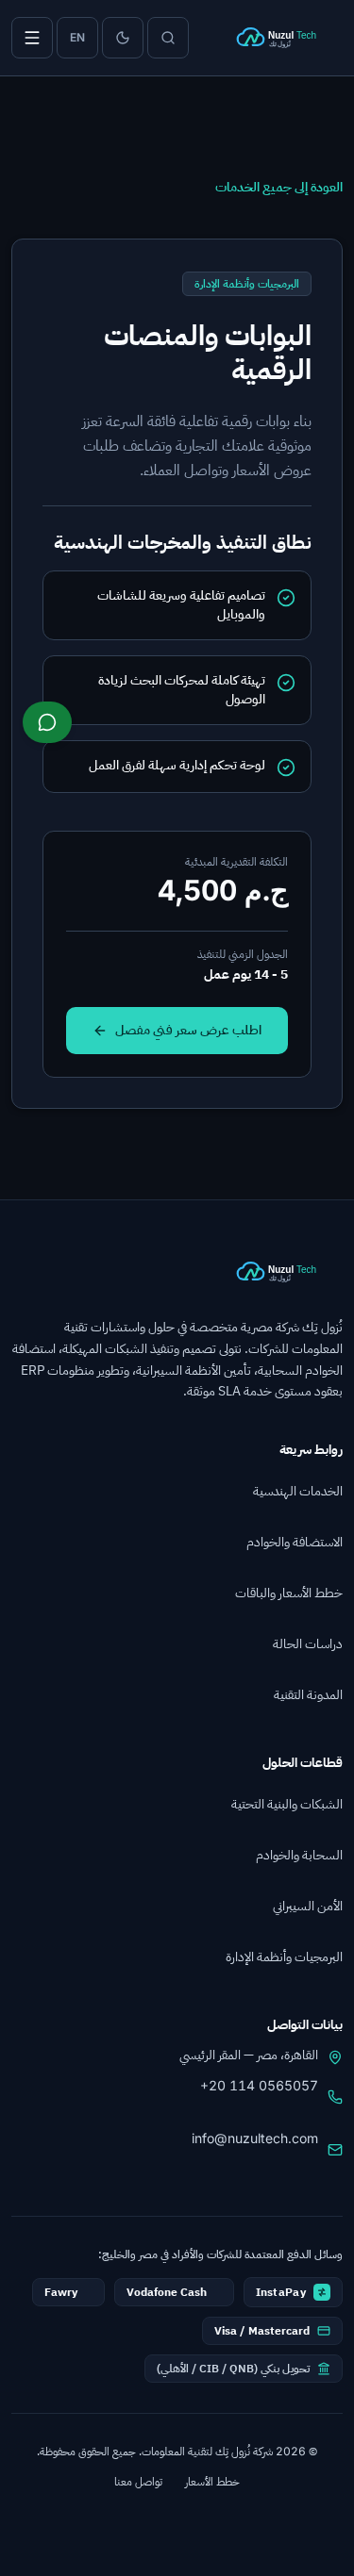 Nuzul Tech
نُزول تك
EN
العودة إلى جميع الخدمات
البرمجيات وأنظمة الإدارة
البوابات والمنصات
الرقمية
بناء بوابات رقمية تفاعلية فائقة السرعة تعزز
موثوقية علامتك التجارية وتضاعف طلبات
عروض الأسعار وتواصل العملاء.
نطاق التنفيذ والمخرجات الهندسية
تصاميم تفاعلية وسريعة للشاشات
والموبايل
تهيئة كاملة لمحركات البحث لزيادة
الوصول
لوحة تحكم إدارية سهلة لفرق العمل
التكلفة التقديرية المبدئية
4,500 ج.م
الجدول الزمني للتنفيذ
5 - 14 يوم عمل
اطلب عرض سعر فني مفصل
Nuzul Tech
نُزول تك
نُزول تِك شركة مصرية متخصصة في حلول واستشارات تقنية
المعلومات للشركات. نتولى تصميم وتنفيذ الشبكات المهيكلة، استضافة
الخوادم السحابية، تأمين الأنظمة السيبرانية، وتطوير منظومات ERP
بعقود مستوى خدمة SLA موثقة.
روابط سريعة
الخدمات الهندسية
الاستضافة والخوادم
خطط الأسعار والباقات
دراسات الحالة
المدونة التقنية
قطاعات الحلول
الشبكات والبنية التحتية
السحابة والخوادم
الأمن السيبراني
البرمجيات وأنظمة الإدارة
بيانات التواصل
القاهرة، مصر — المقر الرئيسي
+20 114 0565057
info@nuzultech.com
وسائل الدفع المعتمدة للشركات والأفراد في مصر والخليج:
InstaPay
Vodafone Cash
Fawry
Visa / Mastercard
تحويل بنكي (CIB / QNB / الأهلي)
© 2026 شركة نُزول تِك لتقنية المعلومات. جميع الحقوق محفوظة.
خطط الأسعار
تواصل معنا